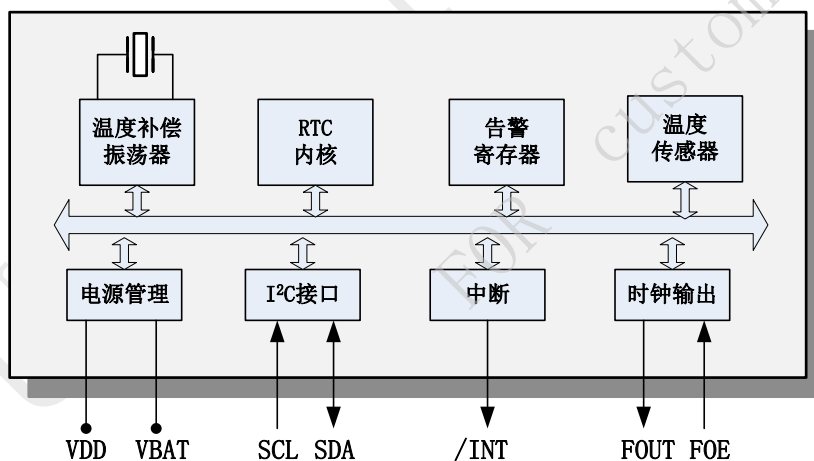 温度补偿
振荡器
RTC
内核
告警
寄存器
温度
传感器
电源管理
I²C接口
中断
时钟输出
VDD VBAT SCL SDA /INT FOUT FOE
FOR custom